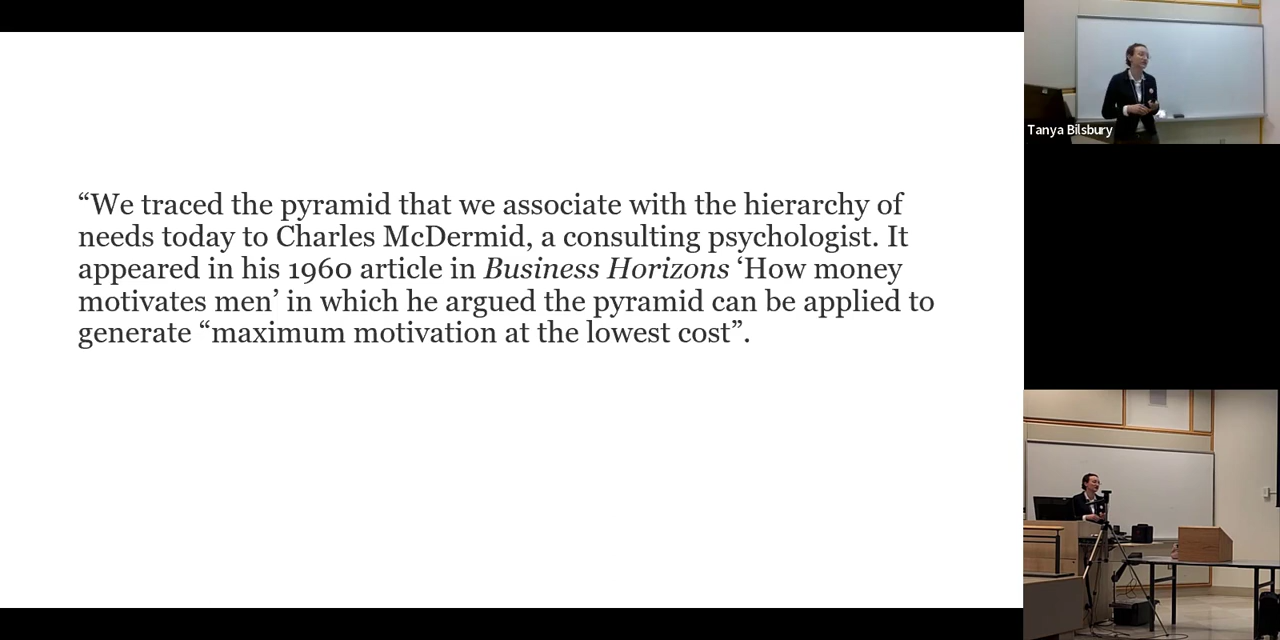 “We traced the pyramid that we associate with the hierarchy of
needs today to Charles McDermid, a consulting psychologist. It
appeared in his 1960 article in Business Horizons ‘How money
motivates men’ in which he argued the pyramid can be applied to
generate “maximum motivation at the lowest cost”.
Tanya Bilsbury